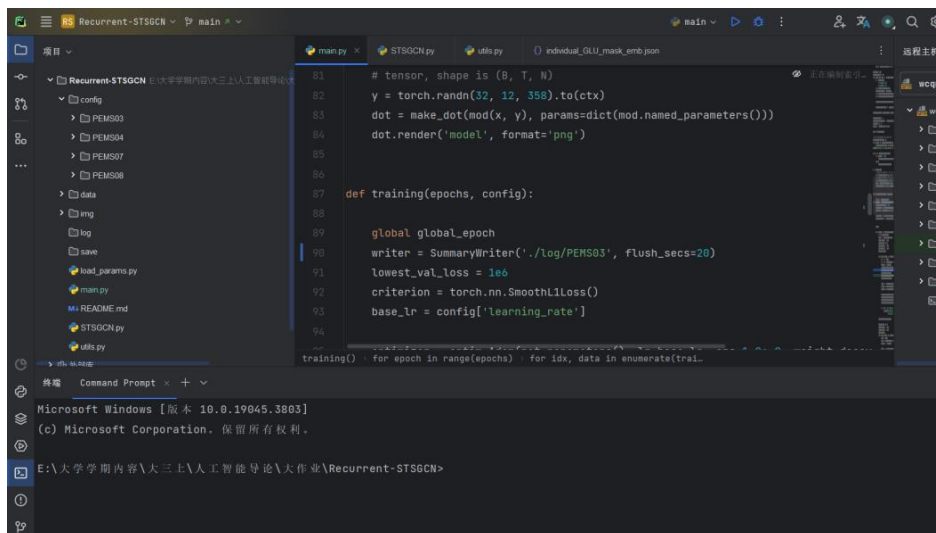 RS Recurrent-STSGCN main
main
项目
main.py
STSGCN.py
utils.py
{} individual_GLU_mask_emb.json
远程主机
Recurrent-STSGCN E:\大学学期内容\大三上\人工智能导论\大
config
PEMS03
PEMS04
PEMS07
PEMS08
data
img
log
save
load_params.py
main.py
M↓ README.md
STSGCN.py
utils.py
正在编制索引...
81 # tensor, shape is (B, T, N)
82 y = torch.randn(32, 12, 358).to(ctx)
83 dot = make_dot(mod(x, y), params=dict(mod.named_parameters()))
84 dot.render('model', format='png')
85
86
87 def training(epochs, config):
88
89 global global_epoch
90 writer = SummaryWriter('./log/PEMS03', flush_secs=20)
91 lowest_val_loss = 1e6
92 criterion = torch.nn.SmoothL1Loss()
93 base_lr = config['learning_rate']
94
training() › for epoch in range(epochs) › for idx, data in enumerate(trai...
wcq
终端 Command Prompt
Microsoft Windows [版本 10.0.19045.3803]
(c) Microsoft Corporation。保留所有权利。
E:\大学学期内容\大三上\人工智能导论\大作业\Recurrent-STSGCN>